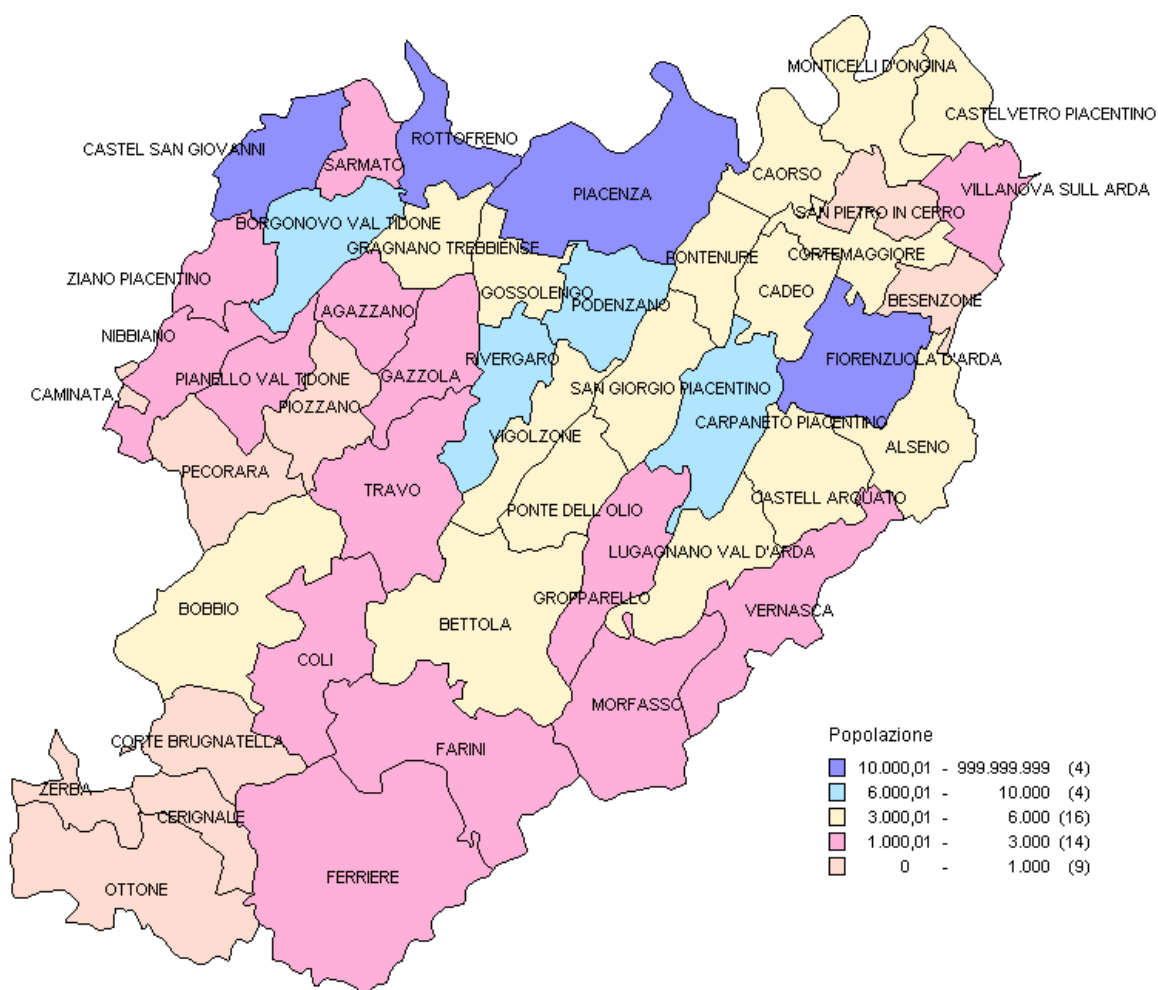 MONTICELLI D'ONGINA
CASTELVETRO PIACENTINO
ROTTOFRENO
CASTEL SAN GIOVANNI
SARMATO
CAORSO
PIACENZA
VILLANOVA SULL ARDA
SAN PIETRO IN CERRO
BORGONOVO VAL TIDONE
GRAGNANO TREBBIENSE
PONTENURE
CORTEMAGGIORE
ZIANO PIACENTINO
GOSSOLENGO
CADEO
BESENZONE
PODENZANO
AGAZZANO
NIBBIANO
RIVERGARO
FIORENZUOLA D'ARDA
PIANELLO VAL TIDONE
GAZZOLA
SAN GIORGIO PIACENTINO
CAMINATA
PIOZZANO
CARPANETO PIACENTINO
VIGOLZONE
ALSENO
PECORARA
TRAVO
CASTELL ARQUATO
PONTE DELL OLIO
LUGAGNANO VAL D'ARDA
GROPPARELLO
BOBBIO
VERNASCA
BETTOLA
COLI
MORFASSO
CORTE BRUGNATELLA
FARINI
ZERBA
CERIGNALE
FERRIERE
OTTONE
Popolazione
10.000,01 - 999.999.999 (4)
6.000,01 - 10.000 (4)
3.000,01 - 6.000 (16)
1.000,01 - 3.000 (14)
0 - 1.000 (9)